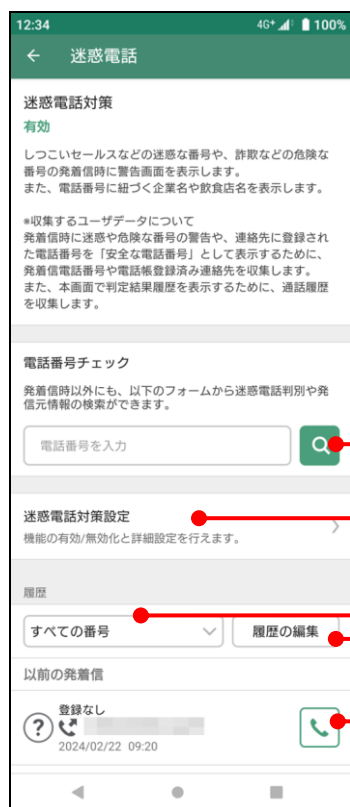 12:34 4G+ 100%
迷惑電話
迷惑電話対策
有効
しつこいセールスなどの迷惑な番号や、詐欺などの危険な
番号の発着信時に警告画面を表示します。
また、電話番号に紐づく企業名や飲食店名を表示します。
※収集するユーザデータについて
発着信時に迷惑や危険な番号の警告や、連絡先に登録され
た電話番号を「安全な電話番号」として表示するために、
発着信電話番号や電話帳登録済み連絡先を収集します。
また、本画面で判定結果履歴を表示するために、通話履歴
を収集します。
電話番号チェック
発着信時以外にも、以下のフォームから迷惑電話判別や発
信元情報の検索ができます。
電話番号を入力
迷惑電話対策設定
機能の有効/無効化と詳細設定を行えます。
履歴
すべての番号 履歴の編集
以前の発着信
登録なし
2024/02/22 09:20